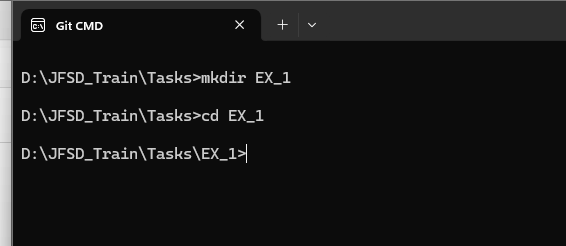 Git CMD
D:\JFSD_Train\Tasks>mkdir EX_1
D:\JFSD_Train\Tasks>cd EX_1
D:\JFSD_Train\Tasks\EX_1>